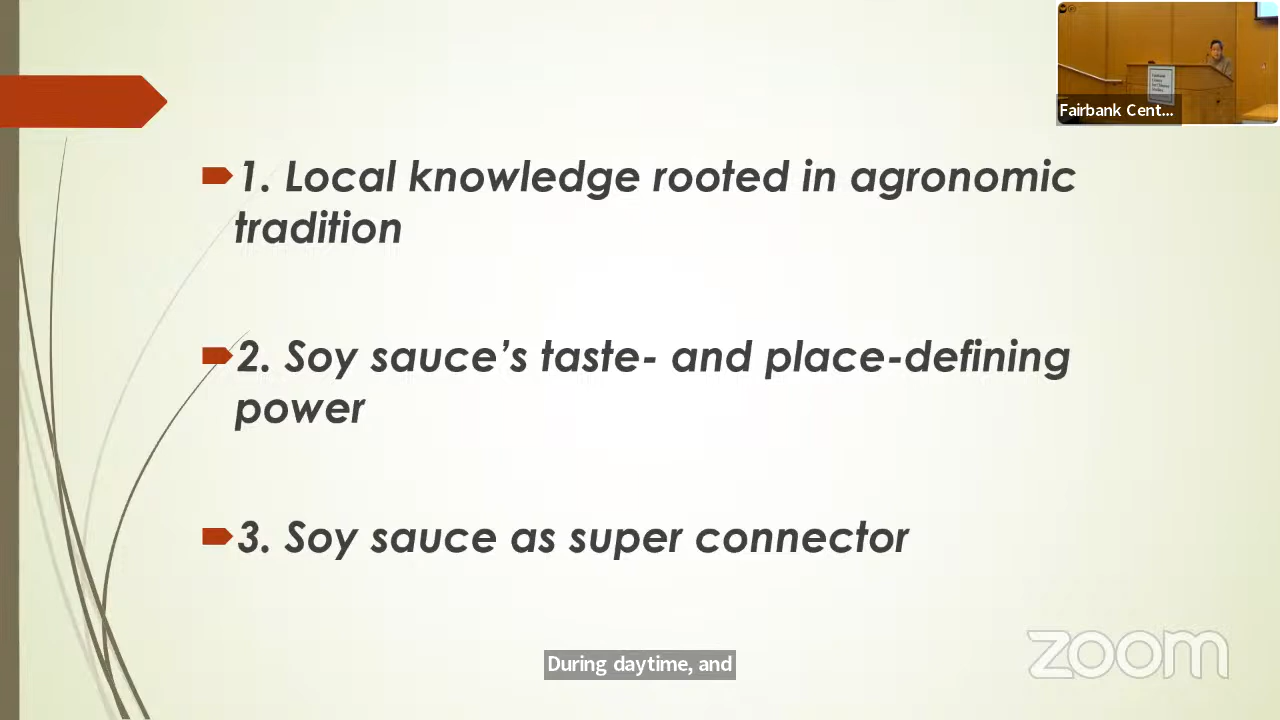 Fairbank Cent...
1. Local knowledge rooted in agronomic
tradition
2. Soy sauce’s taste- and place-defining
power
3. Soy sauce as super connector
During daytime, and
zoom